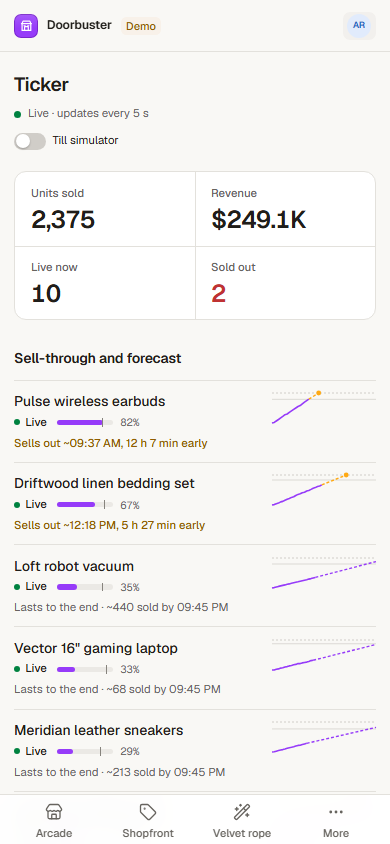 Doorbuster Demo AR
Ticker
Live · updates every 5 s
Till simulator
Units sold
2,375
Revenue
$249.1K
Live now
10
Sold out
2
Sell-through and forecast
Pulse wireless earbuds
Live 82%
Sells out ~09:37 AM, 12 h 7 min early
Driftwood linen bedding set
Live 67%
Sells out ~12:18 PM, 5 h 27 min early
Loft robot vacuum
Live 35%
Lasts to the end · ~440 sold by 09:45 PM
Vector 16" gaming laptop
Live 33%
Lasts to the end · ~68 sold by 09:45 PM
Meridian leather sneakers
Live 29%
Lasts to the end · ~213 sold by 09:45 PM
Arcade Shopfront Velvet rope More